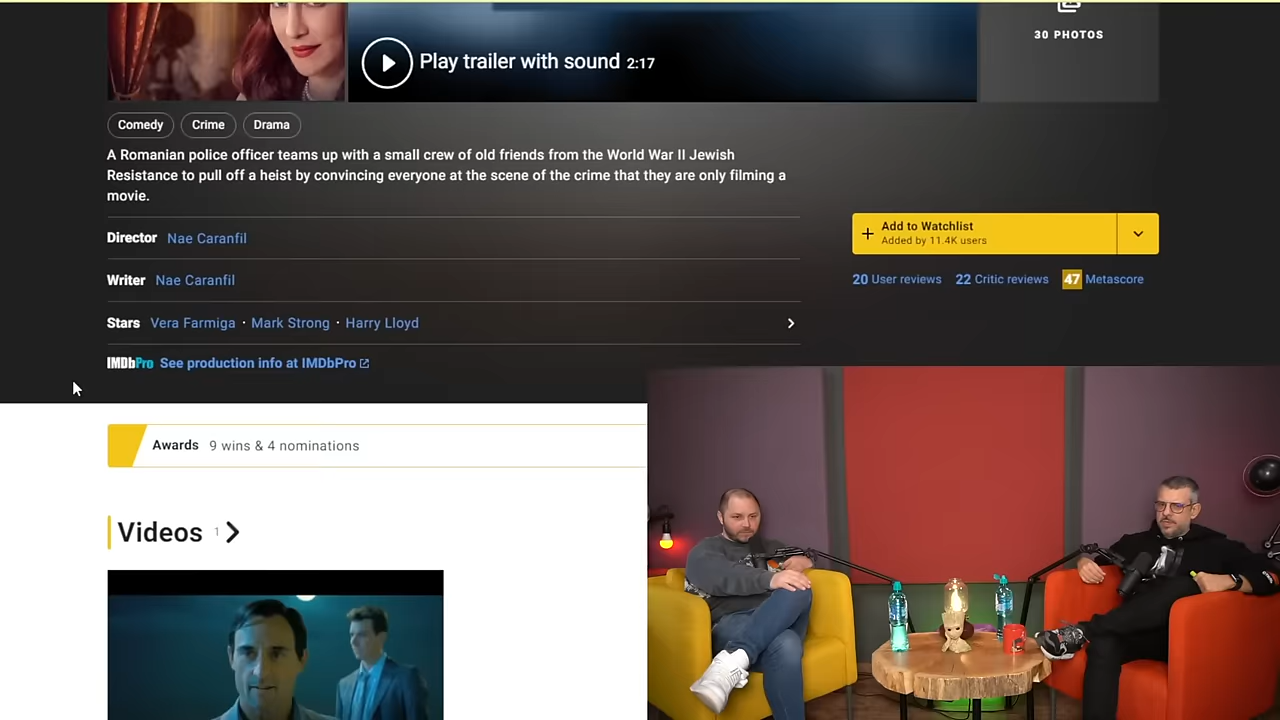 30 PHOTOS
Play trailer with sound 2:17
Comedy Crime Drama
A Romanian police officer teams up with a small crew of old friends from the World War II Jewish
Resistance to pull off a heist by convincing everyone at the scene of the crime that they are only filming a
movie.
Director Nae Caranfil
Writer Nae Caranfil
Stars Vera Farmiga · Mark Strong · Harry Lloyd
IMDbPro See production info at IMDbPro
+ Add to Watchlist
Added by 11.4K users
20 User reviews 22 Critic reviews 47 Metascore
Awards 9 wins & 4 nominations
Videos 1